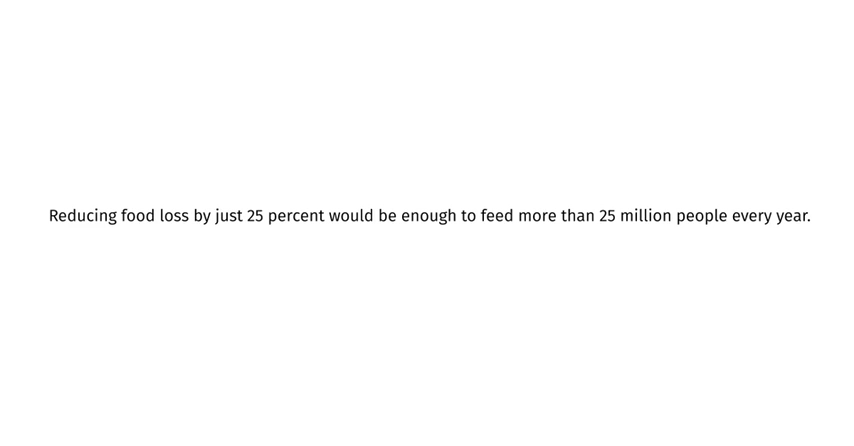 Reducing food loss by just 25 percent would be enough to feed more than 25 million people every year.